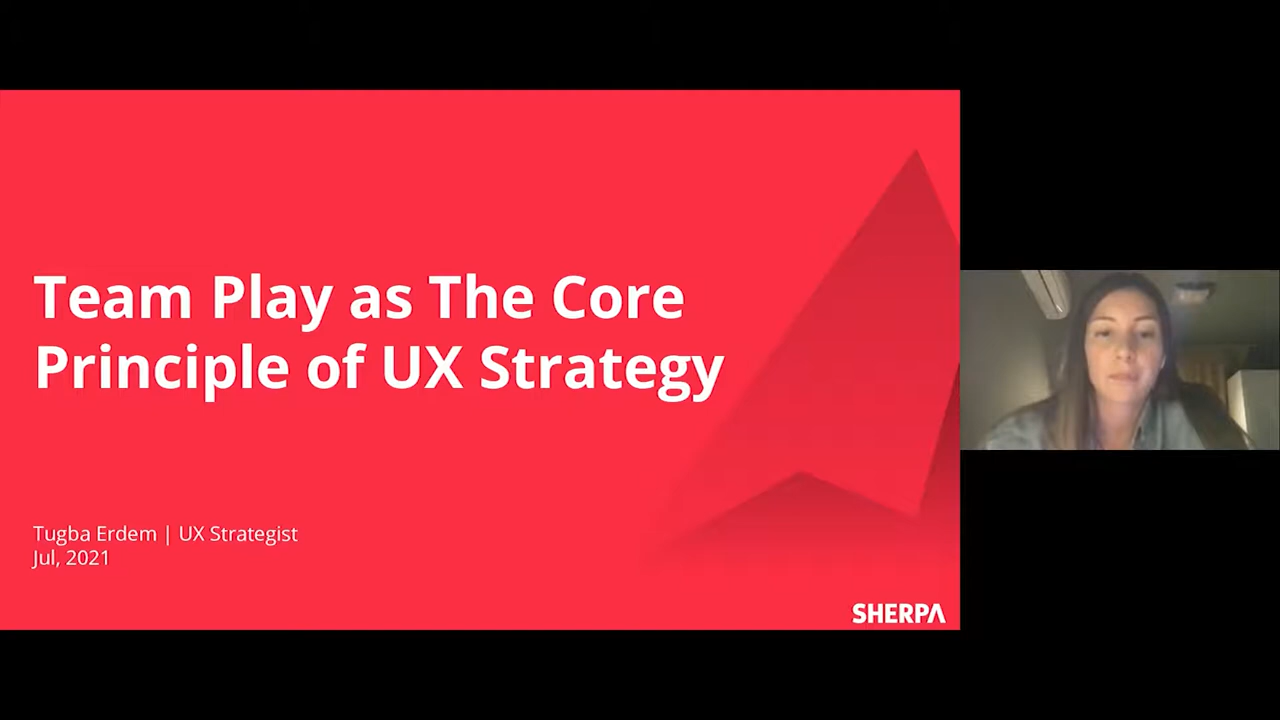 Team Play as The Core
Principle of UX Strategy
Tugba Erdem | UX Strategist
Jul, 2021
SHERPA